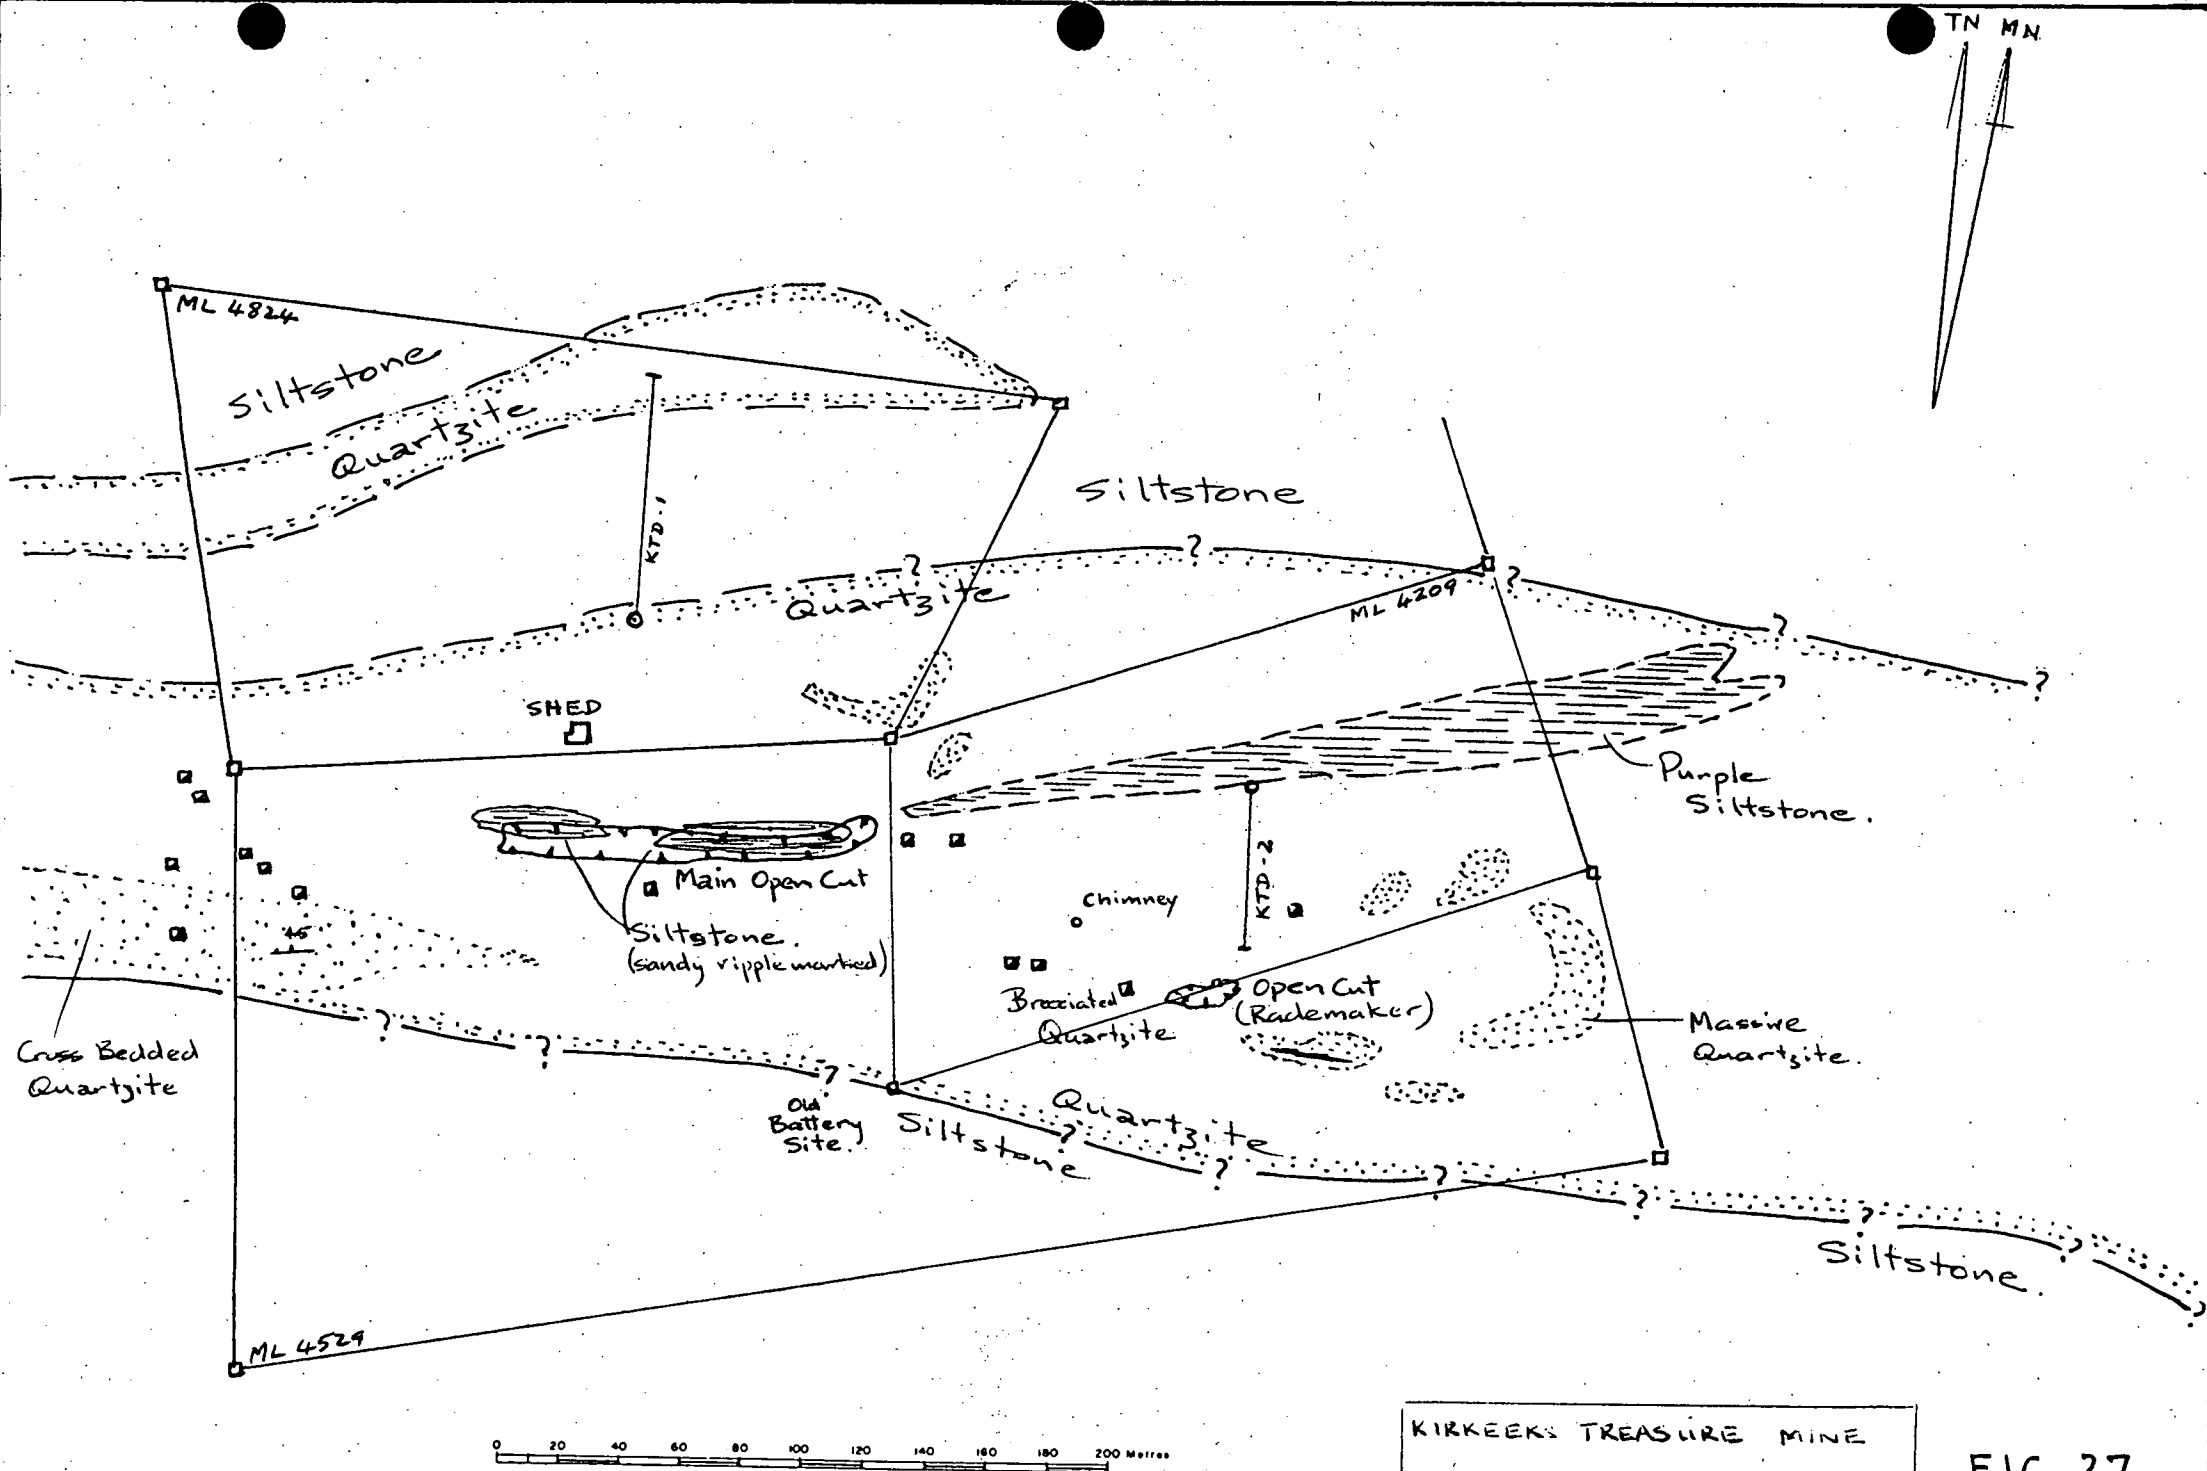 TN MN
ML 4824
Siltstone
Quartzite
KTD-1
Siltstone
?
?
Quartzite
ML 4209
?
?
?
SHED
Purple
Siltstone.
Main Open Cut
KTD-2
Chimney
Siltstone.
(sandy ripple marked)
45
Brecciated
Quartzite
Open Cut
(Rademaker)
Massive
Quartzite.
Cross Bedded
Quartzite
?
?
?
Old
Battery
Site.
Quartzite
Siltstone
?
?
?
?
?
?
?
Siltstone.
ML 4529
0 20 40 60 80 100 120 140 160 180 200 Metres
KIRKEEKS TREASURE MINE
FIG 27